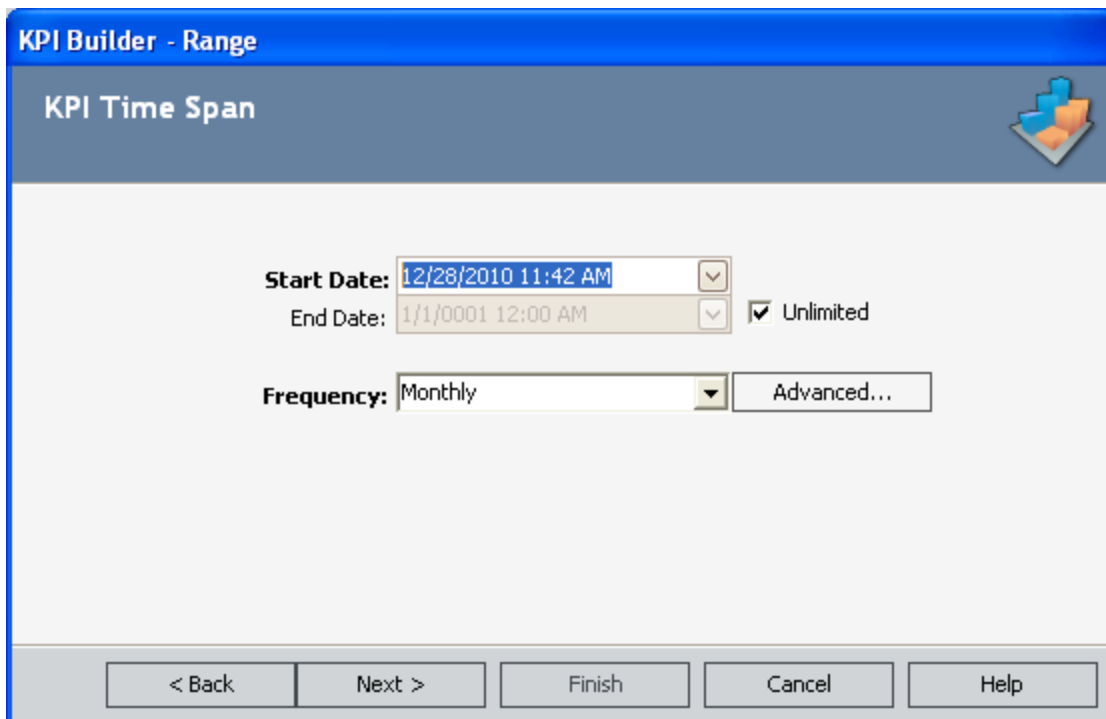 KPI Builder - Range
KPI Time Span
Start Date: 12/28/2010 11:42 AM
End Date: 1/1/0001 12:00 AM Unlimited
Frequency: Monthly Advanced...
< Back Next > Finish Cancel Help